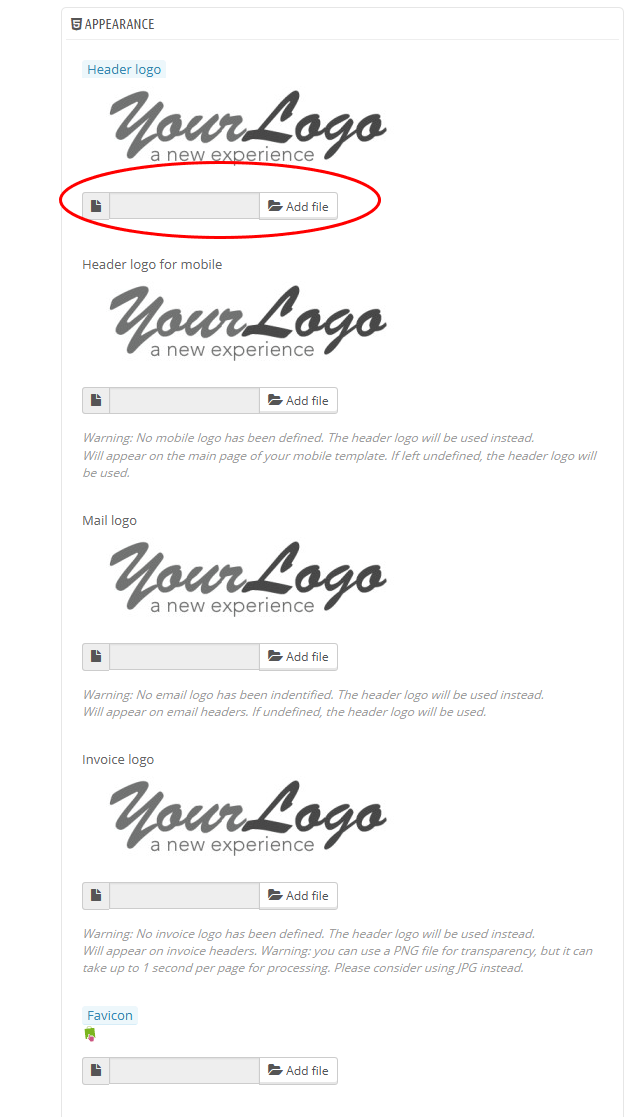 APPEARANCE
Header logo
YourLogo
a new experience
Add file
Header logo for mobile
YourLogo
a new experience
Add file
Warning: No mobile logo has been defined. The header logo will be used instead.
Will appear on the main page of your mobile template. If left undefined, the header logo will
be used.
Mail logo
YourLogo
a new experience
Add file
Warning: No email logo has been indentified. The header logo will be used instead.
Will appear on email headers. If undefined, the header logo will be used.
Invoice logo
YourLogo
a new experience
Add file
Warning: No invoice logo has been defined. The header logo will be used instead.
Will appear on invoice headers. Warning: you can use a PNG file for transparency, but it can
take up to 1 second per page for processing. Please consider using JPG instead.
Favicon
Add file